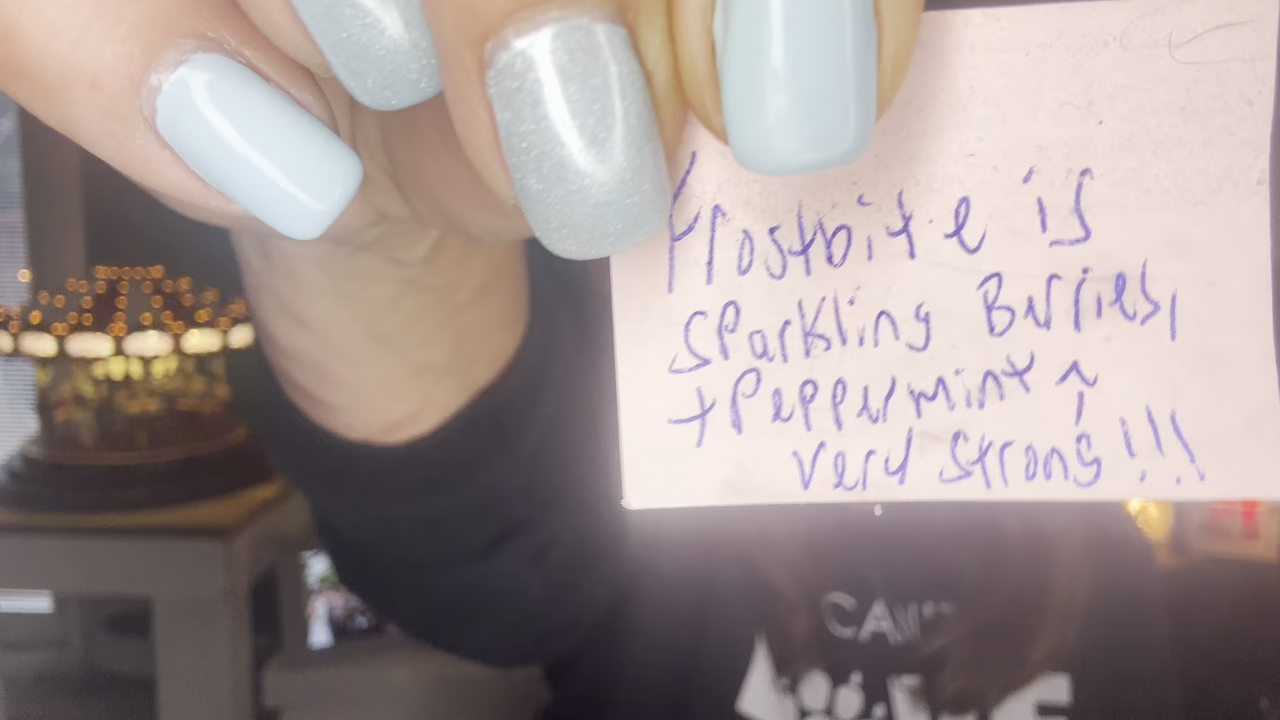 Frostbite is
Sparkling Berries,
+ Peppermint ~
very strong!!!